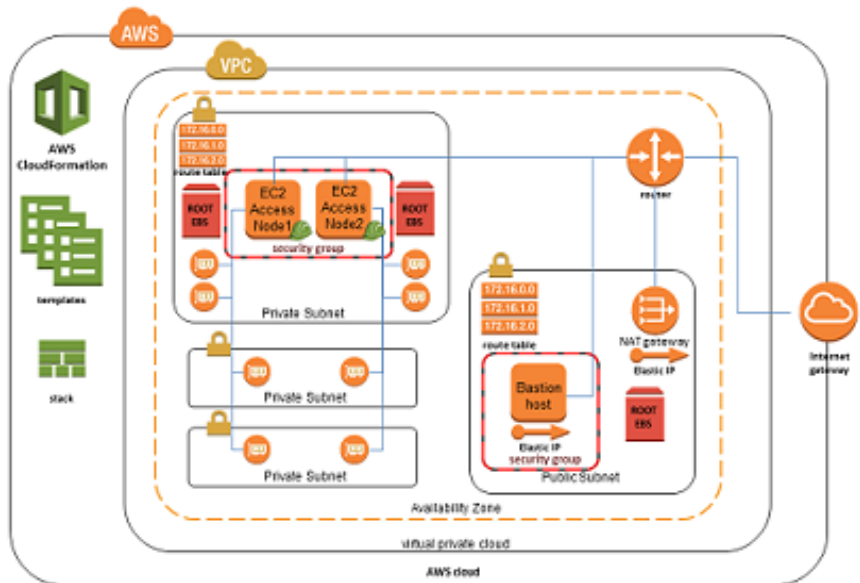 AWS
VPC
AWS
CloudFormation
templates
stack
172.16.0.0
172.16.1.0
172.16.2.0
route table
ROOT
EBS
EC2
Access
Node1
EC2
Access
Node2
security group
ROOT
EBS
Private Subnet
Private Subnet
Private Subnet
router
172.16.0.0
172.16.1.0
172.16.2.0
route table
NAT gateway
Elastic IP
Bastion
host
Elastic IP
security group
ROOT
EBS
Public Subnet
Internet
gateway
Availability Zone
virtual private cloud
AWS cloud